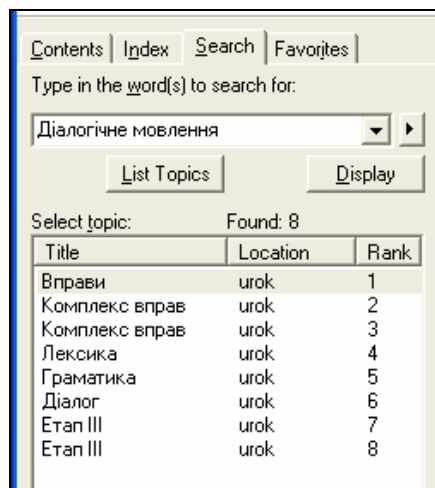 Contents Index Search Favorites
Type in the word(s) to search for:
Діалогічне мовлення
List Topics Display
Select topic: Found: 8
Title Location Rank
Вправи urok 1
Комплекс вправ urok 2
Комплекс вправ urok 3
Лексика urok 4
Граматика urok 5
Діалог urok 6
Етап III urok 7
Етап III urok 8